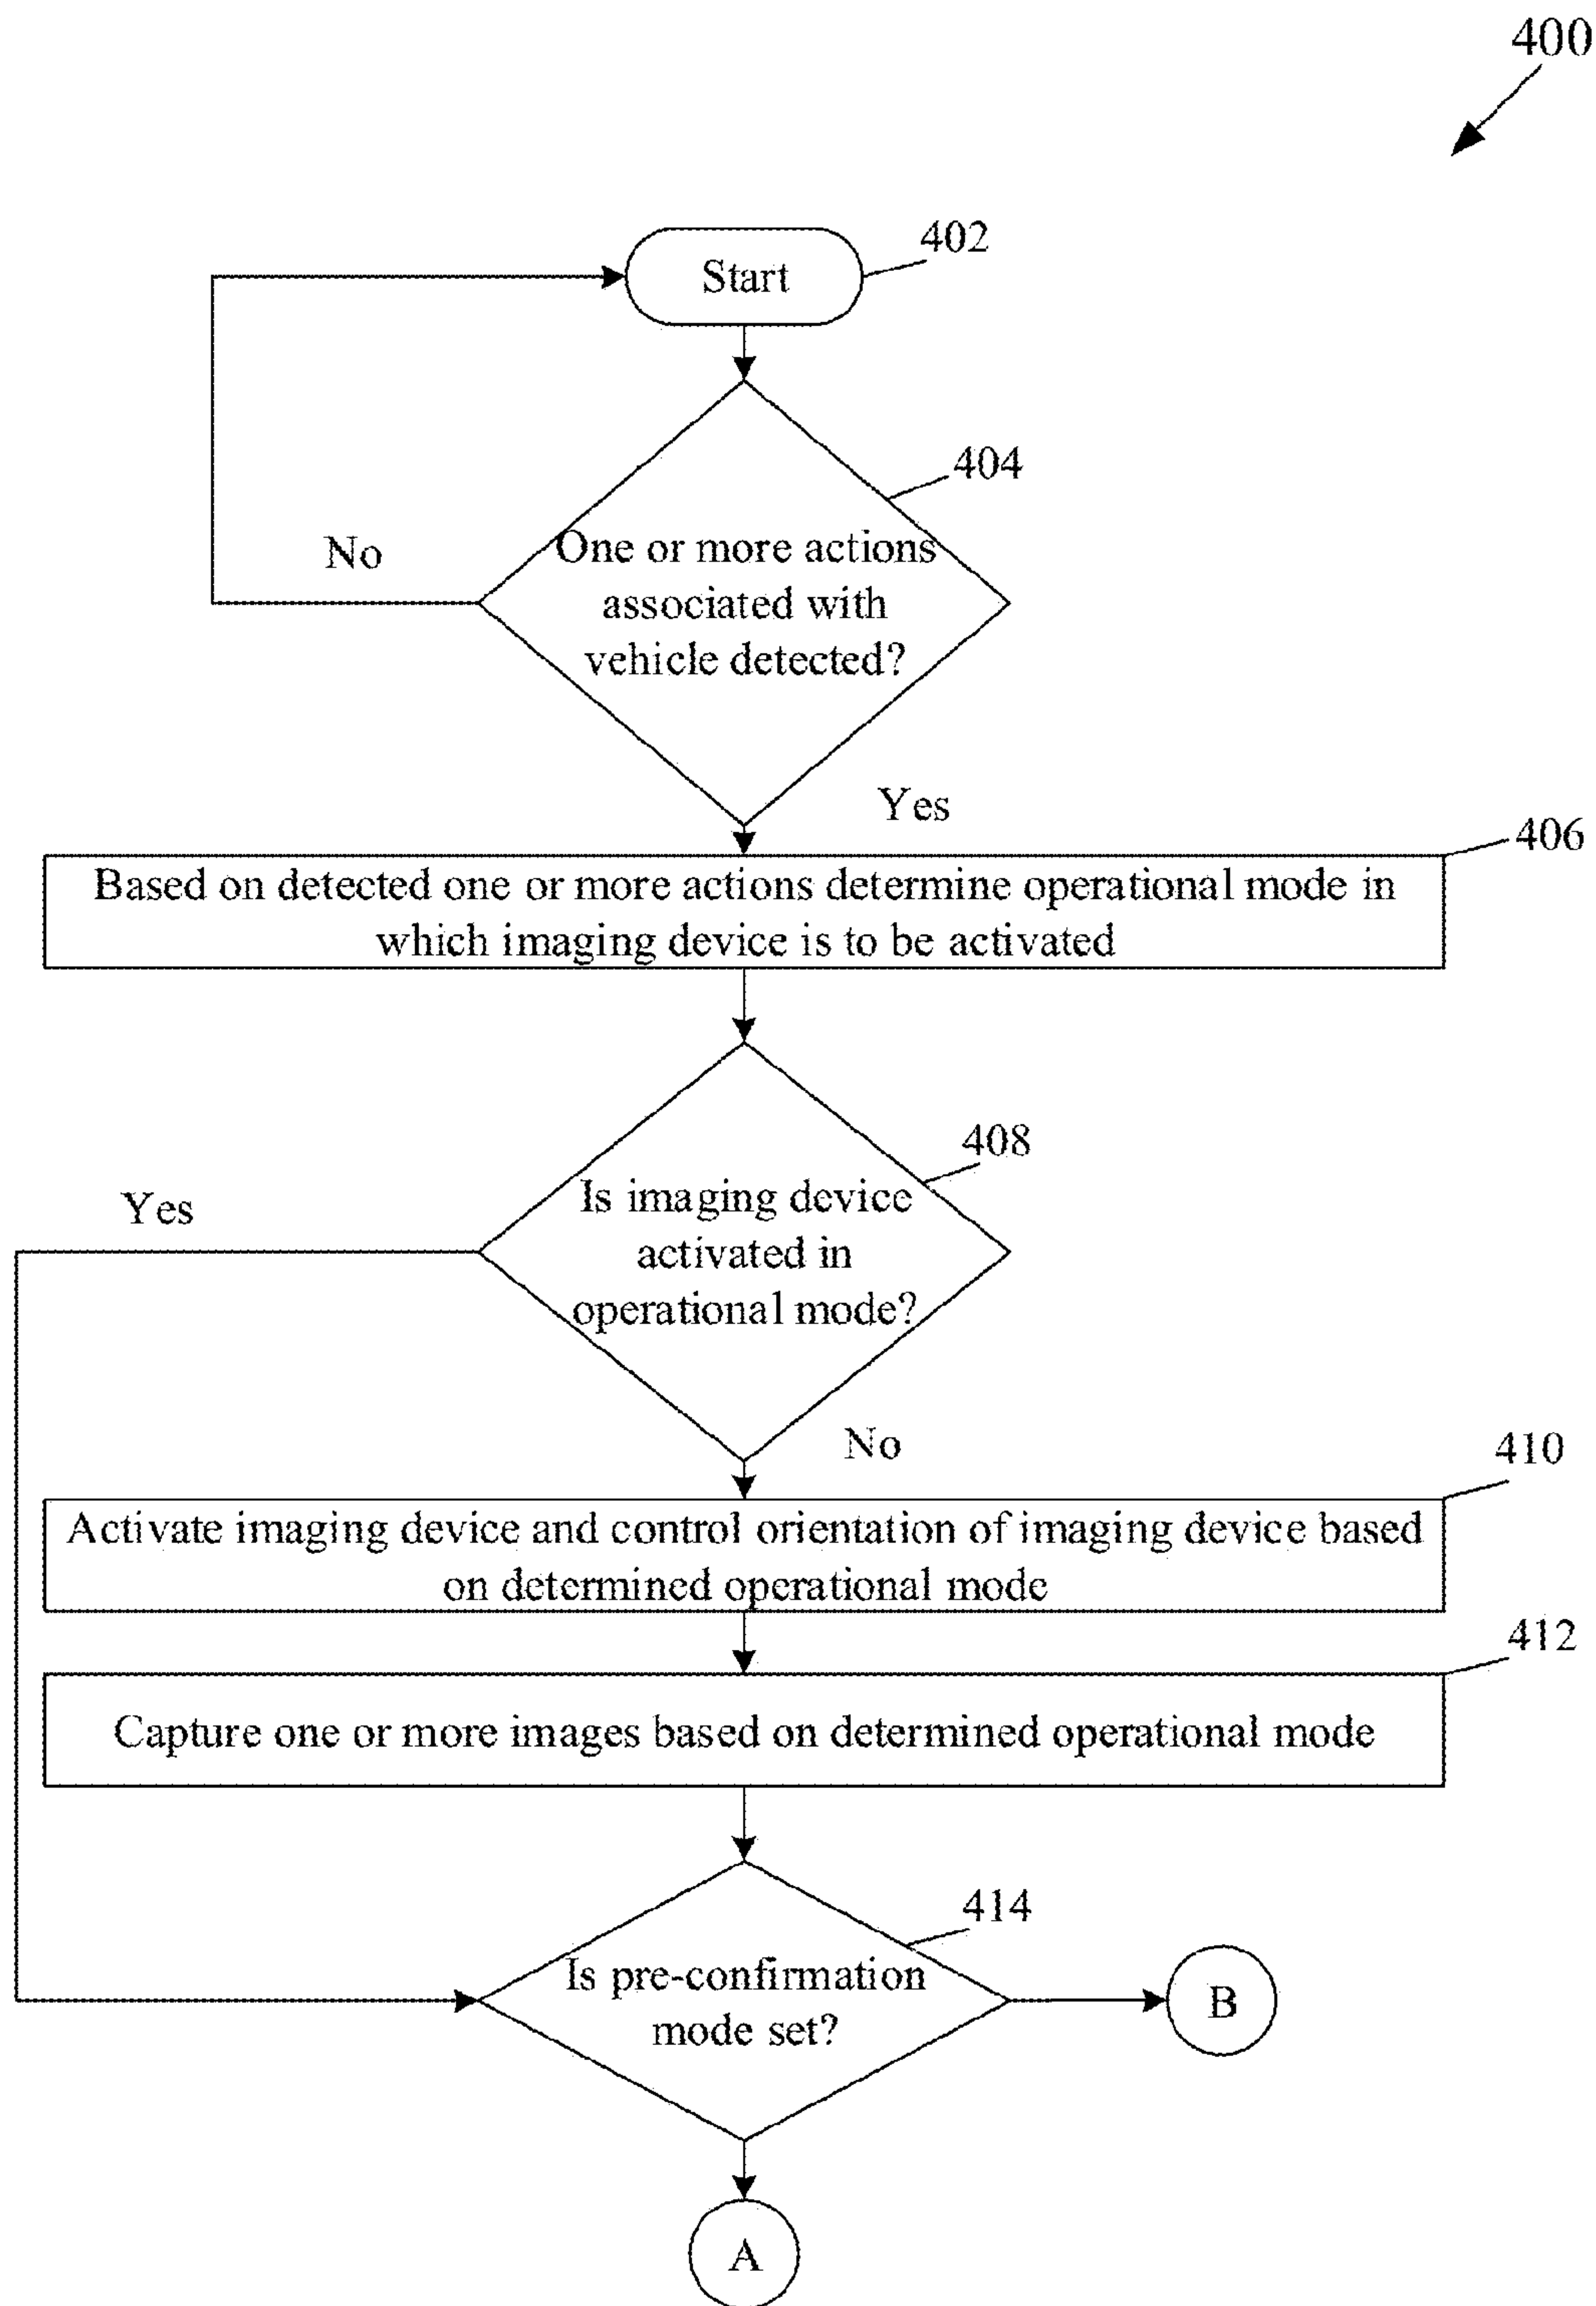 400
Start
402
404
One or more actions
associated with
vehicle detected?
No
Yes
406
Based on detected one or more actions determine operational mode in
which imaging device is to be activated
408
Is imaging device
activated in
operational mode?
Yes
No
410
Activate imaging device and control orientation of imaging device based
on determined operational mode
412
Capture one or more images based on determined operational mode
414
Is pre-confirmation
mode set?
B
A